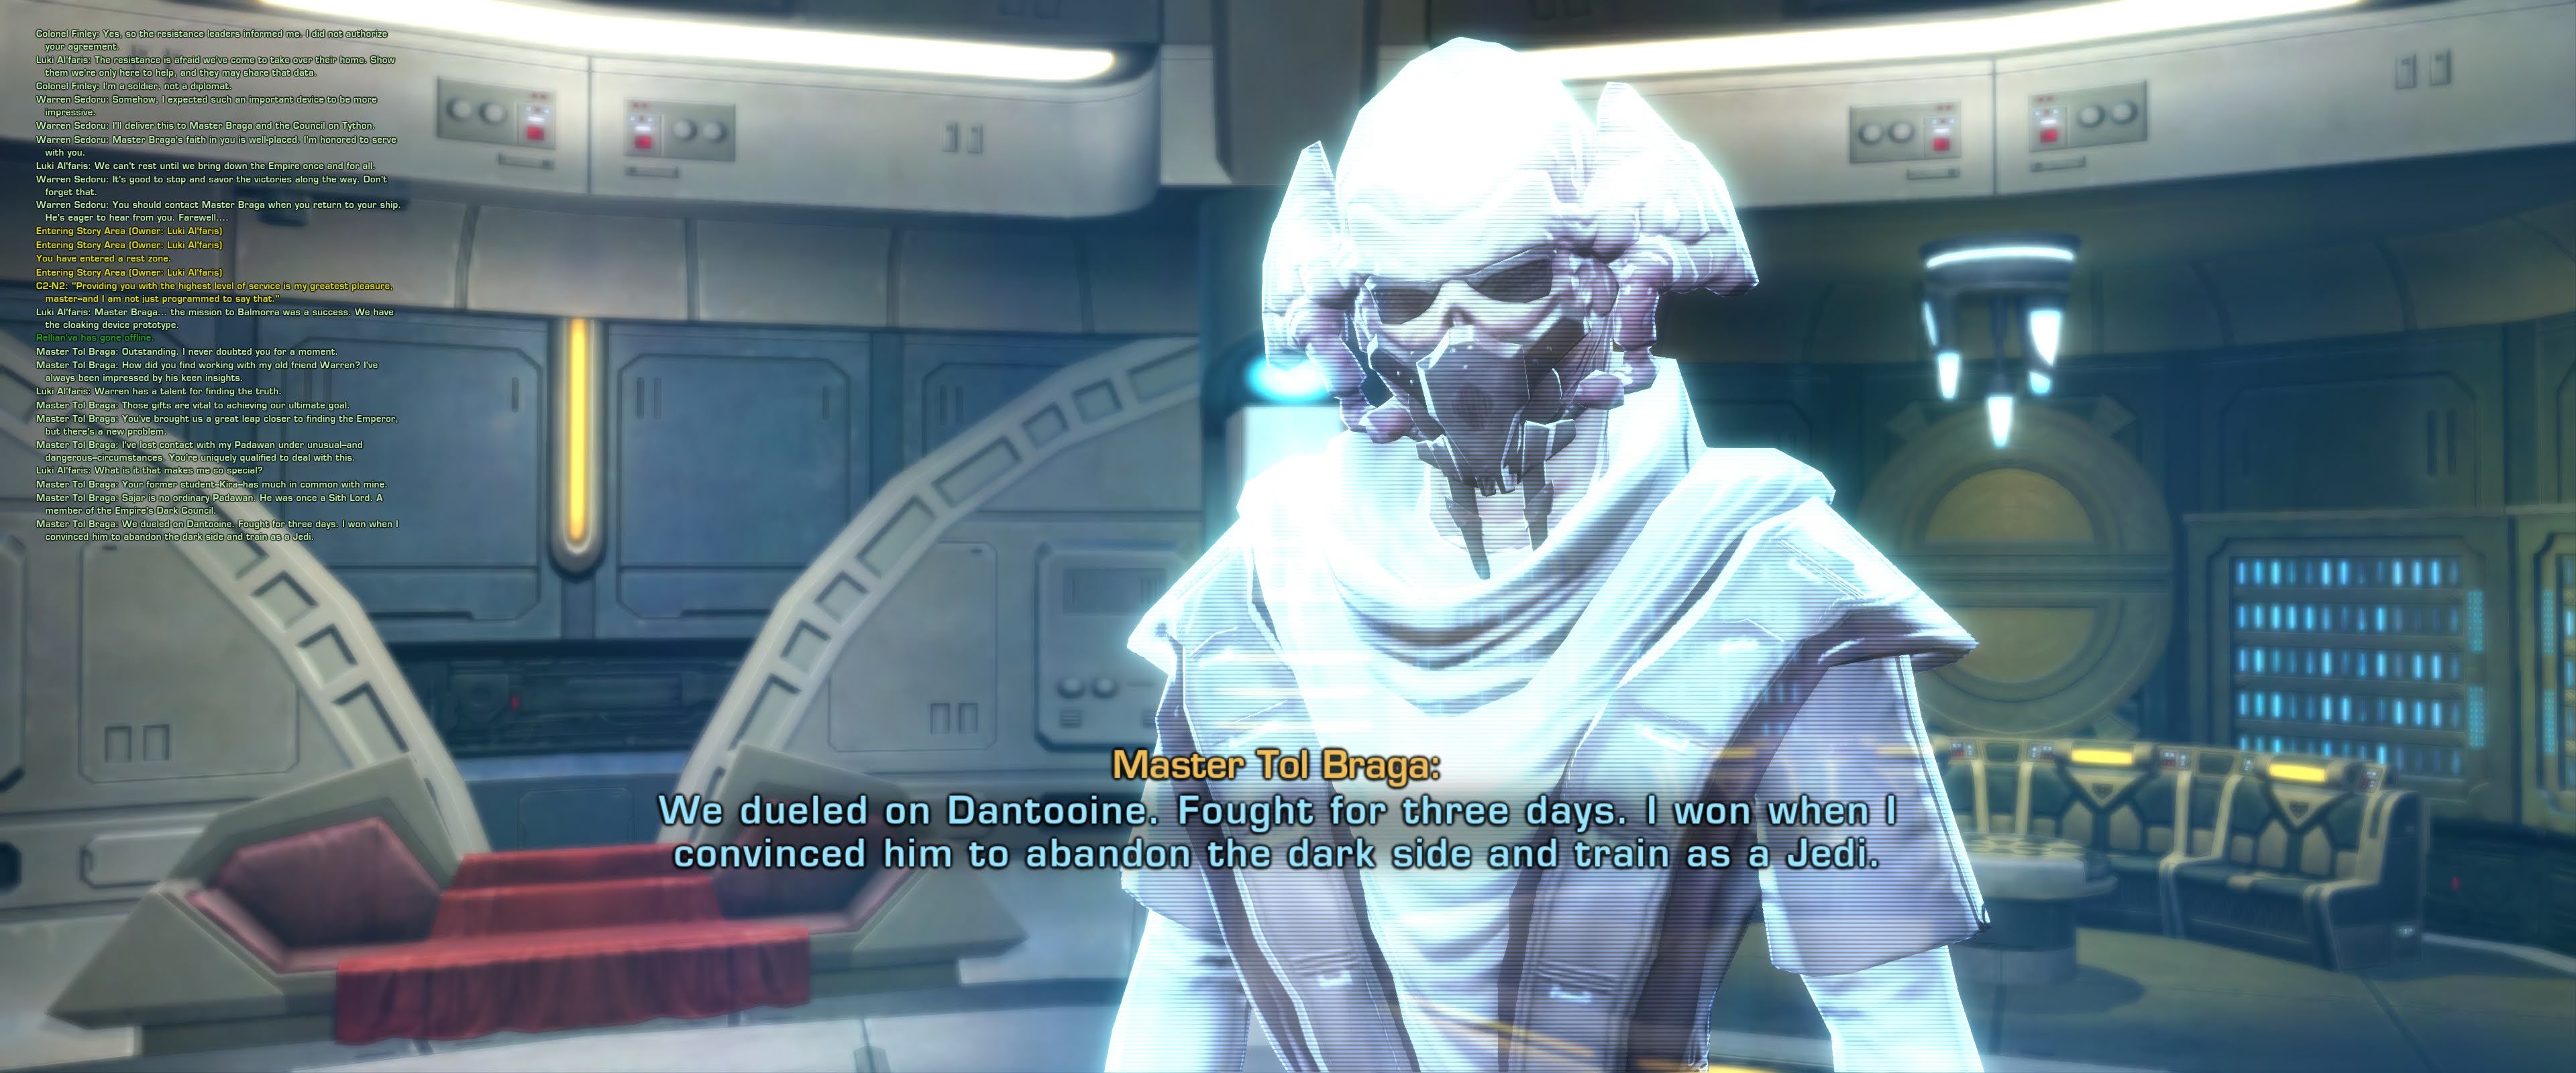 Colonel Finley: Yes, so the resistance leaders informed me. I did not authorize
your agreement.
Luki Al'faris: The resistance is afraid we've come to take over their home. Show
them we're only here to help, and they may share that data.
Colonel Finley: I'm a soldier, not a diplomat.
Warren Sedoru: Somehow, I expected such an important device to be more
impressive.
Warren Sedoru: I'll deliver this to Master Braga and the Council on Tython.
Warren Sedoru: Master Braga's faith in you is well-placed. I'm honored to serve
with you.
Luki Al'faris: We can't rest until we bring down the Empire once and for all.
Warren Sedoru: It's good to stop and savor the victories along the way. Don't
forget that.
Warren Sedoru: You should contact Master Braga when you return to your ship.
He's eager to hear from you. Farewell....
Entering Story Area (Owner: Luki Al'faris)
Entering Story Area (Owner: Luki Al'faris)
You have entered a rest zone.
Entering Story Area (Owner: Luki Al'faris)
C2-N2: "Providing you with the highest level of service is my greatest pleasure,
master—and I am not just programmed to say that."
Luki Al'faris: Master Braga... the mission to Balmorra was a success. We have
the cloaking device prototype.
Rellian'va has gone offline.
Master Tol Braga: Outstanding. I never doubted you for a moment.
Master Tol Braga: How did you find working with my old friend Warren? I've
always been impressed by his keen insights.
Luki Al'faris: Warren has a talent for finding the truth.
Master Tol Braga: Those gifts are vital to achieving our ultimate goal.
Master Tol Braga: You've brought us a great leap closer to finding the Emperor,
but there's a new problem.
Master Tol Braga: I've lost contact with my Padawan under unusual—and
dangerous—circumstances. You're uniquely qualified to deal with this.
Luki Al'faris: What is it that makes me so special?
Master Tol Braga: Your former student—Kira—has much in common with mine.
Master Tol Braga: Sajar is no ordinary Padawan. He was once a Sith Lord. A
member of the Empire's Dark Council.
Master Tol Braga: We dueled on Dantooine. Fought for three days. I won when I
convinced him to abandon the dark side and train as a Jedi.
Master Tol Braga:
We dueled on Dantooine. Fought for three days. I won when I
convinced him to abandon the dark side and train as a Jedi.